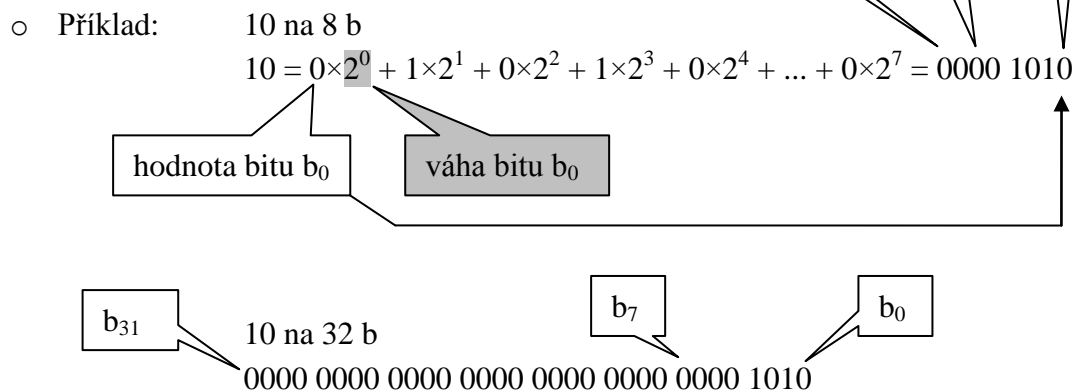 o Příklad: 10 na 8 b
10 = 0×2⁰ + 1×2¹ + 0×2² + 1×2³ + 0×2⁴ + ... + 0×2⁷ = 0000 1010
hodnota bitu b₀ váha bitu b₀
b₃₁ b₇ b₀
10 na 32 b
0000 0000 0000 0000 0000 0000 0000 1010